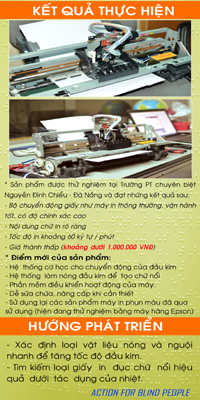 KẾT QUẢ THỰC HIỆN
* Sản phẩm được thử nghiệm tại Trường PT chuyên biệt
Nguyễn Đình Chiểu - Đà Nẵng và đạt những kết quả sau:
- Bộ chuyển động giấy như máy in thông thường, vận hành
tốt, có độ chính xác cao
- Nội dung chữ in rõ ràng
- Tốc độ in khoảng 60 ký tự / phút
- Giá thành thấp (khoảng dưới 1.000.000 VNĐ)
* Điểm mới của sản phẩm:
- Hệ thống cơ học cho chuyển động của đầu kim
- Hệ thống làm nóng đầu kim để tạo chữ nổi
- Phần mềm điều khiển hoạt động của máy.
- Dễ sửa chữa, nâng cấp khi cần thiết
- Sử dụng lại các sản phẩm máy in phun màu đã qua
sử dụng (hiện đang thử nghiệm bằng máy hãng Epson)
HƯỚNG PHÁT TRIỂN
- Xác định loại vật liệu nóng và nguội
nhanh để tăng tốc độ đầu kim.
- Tìm kiếm loại giấy in đục chữ nổi hiệu
quả dưới tác dụng của nhiệt.
ACTION FOR BLIND PEOPLE